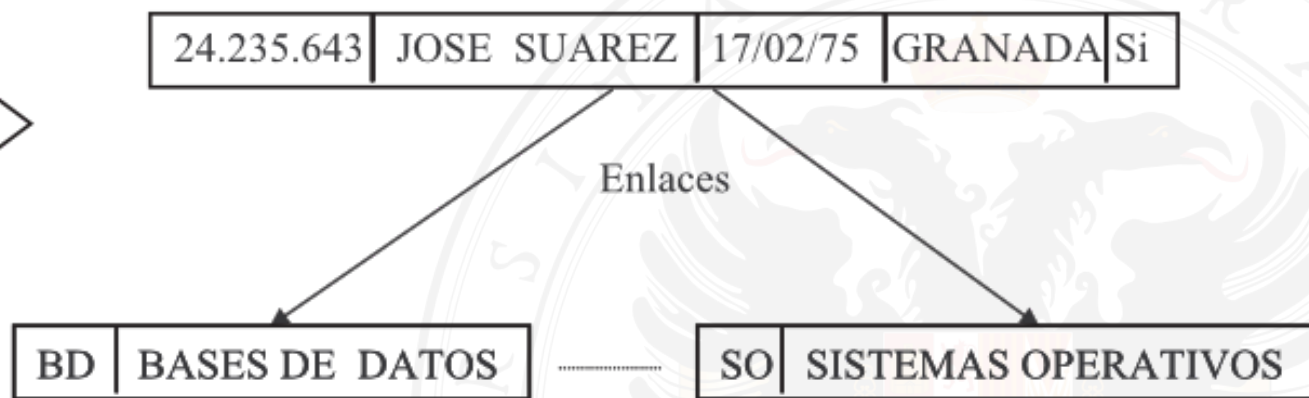 24.235.643 JOSE SUAREZ 17/02/75 GRANADA Si
Enlaces
BD BASES DE DATOS SO SISTEMAS OPERATIVOS